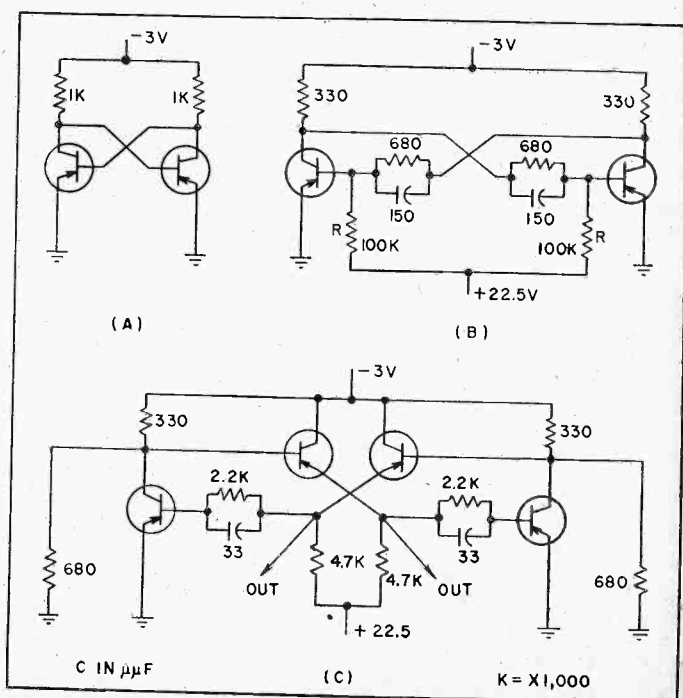 -3V
1K
1K
(A)
-3V
330
330
680
680
150
150
R
100K
R
100K
+22.5V
(B)
-3V
330
330
2.2K
2.2K
33
33
680
4.7K
4.7K
680
OUT
OUT
+22.5
C IN μμF
(C)
K = X1,000